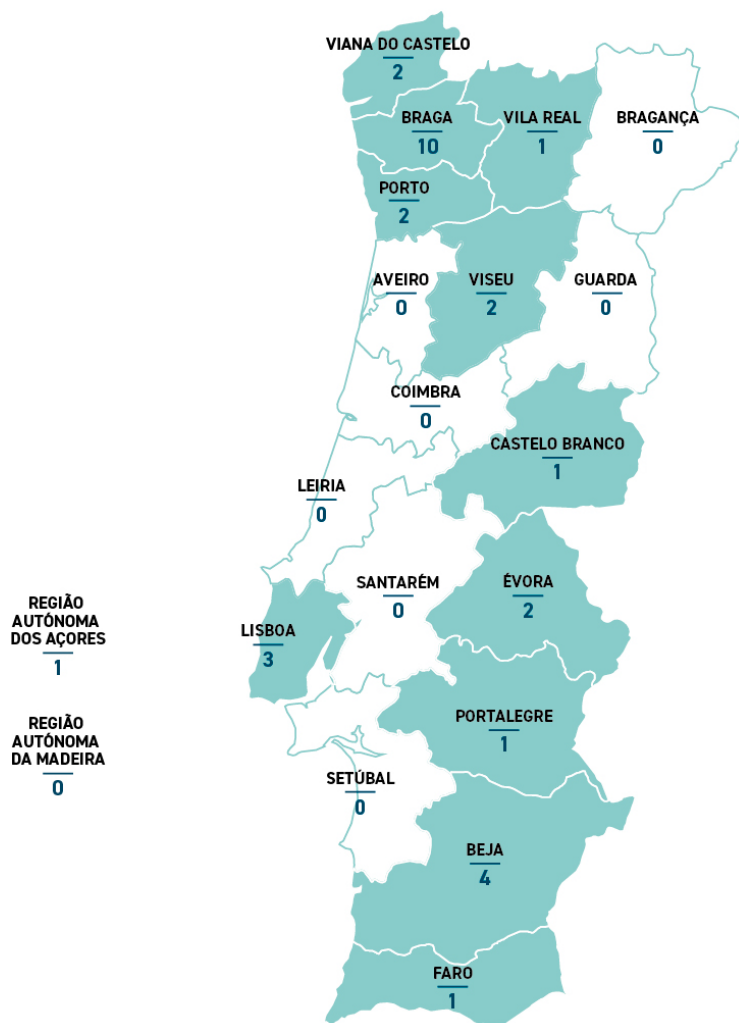 VIANA DO CASTELO
2
BRAGA
10
VILA REAL
1
BRAGANÇA
0
PORTO
2
AVEIRO
0
VISEU
2
GUARDA
0
COIMBRA
0
CASTELO BRANCO
1
LEIRIA
0
SANTARÉM
0
ÉVORA
2
REGIÃO
AUTÓNOMA
DOS AÇORES
1
LISBOA
3
PORTALEGRE
1
REGIÃO
AUTÓNOMA
DA MADEIRA
0
SETÚBAL
0
BEJA
4
FARO
1